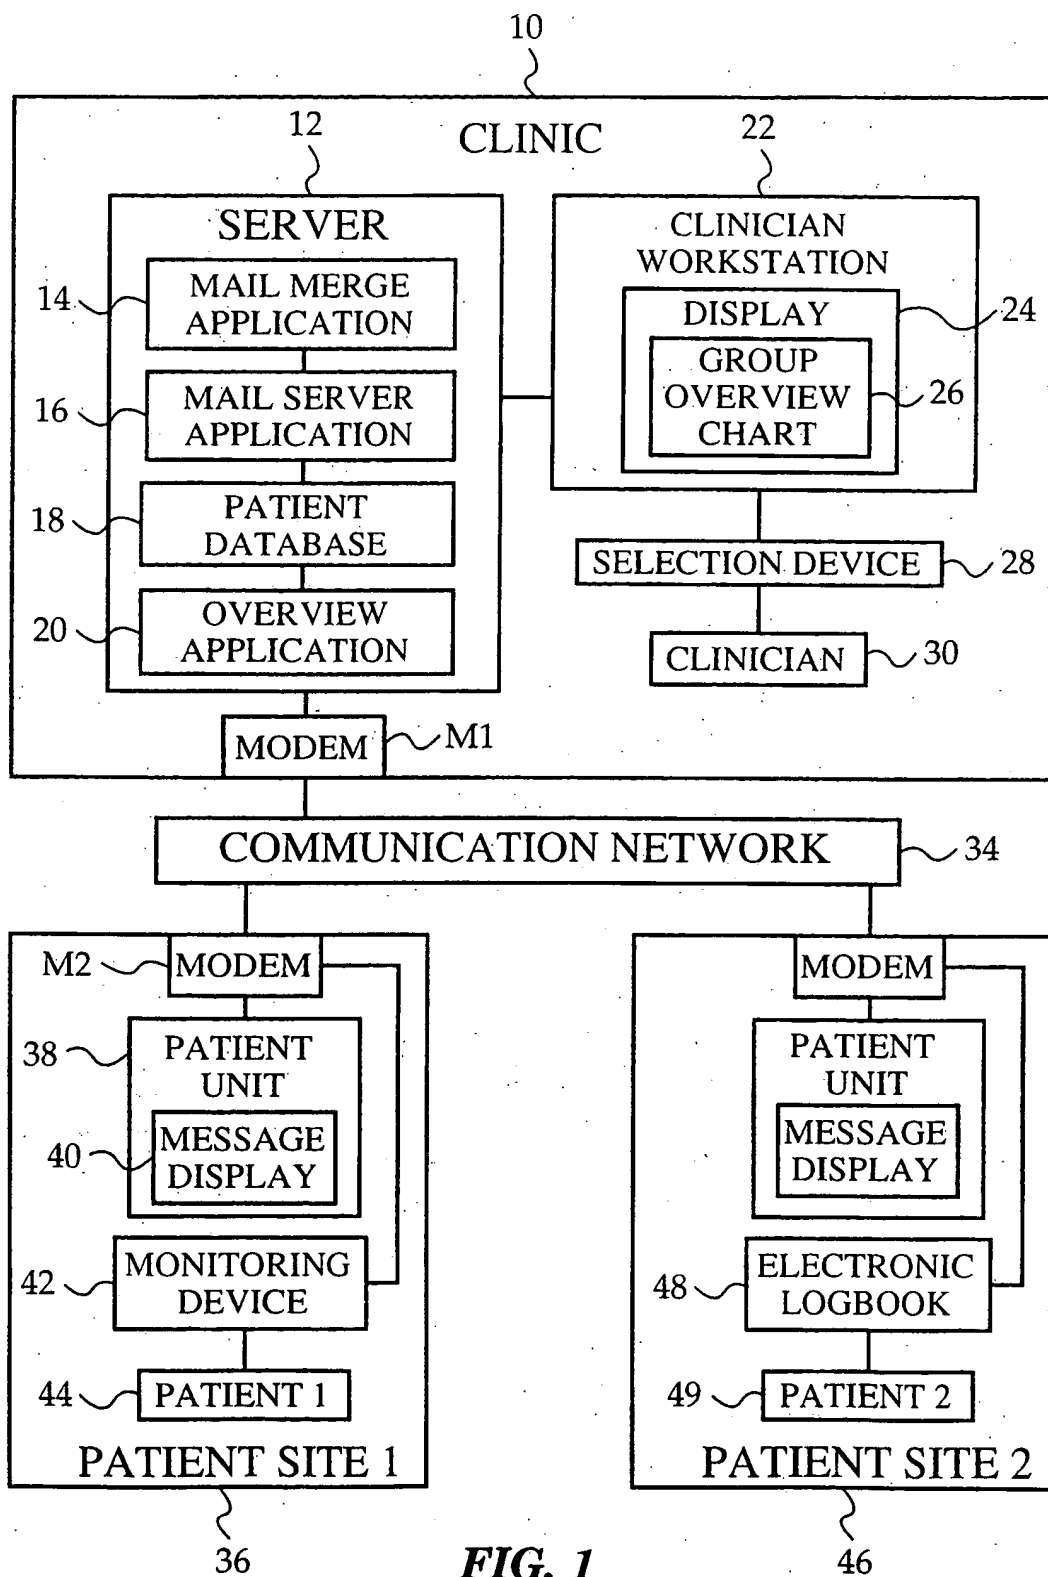 10
CLINIC
12
22
SERVER
CLINICIAN
WORKSTATION
14
MAIL MERGE
APPLICATION
DISPLAY
24
GROUP
OVERVIEW
CHART
26
16
MAIL SERVER
APPLICATION
18
PATIENT
DATABASE
SELECTION DEVICE
28
20
OVERVIEW
APPLICATION
CLINICIAN
30
MODEM
M1
COMMUNICATION NETWORK
34
M2
MODEM
MODEM
38
PATIENT
UNIT
PATIENT
UNIT
40
MESSAGE
DISPLAY
MESSAGE
DISPLAY
42
MONITORING
DEVICE
48
ELECTRONIC
LOGBOOK
44
PATIENT 1
49
PATIENT 2
PATIENT SITE 1
PATIENT SITE 2
36
FIG. 1
46